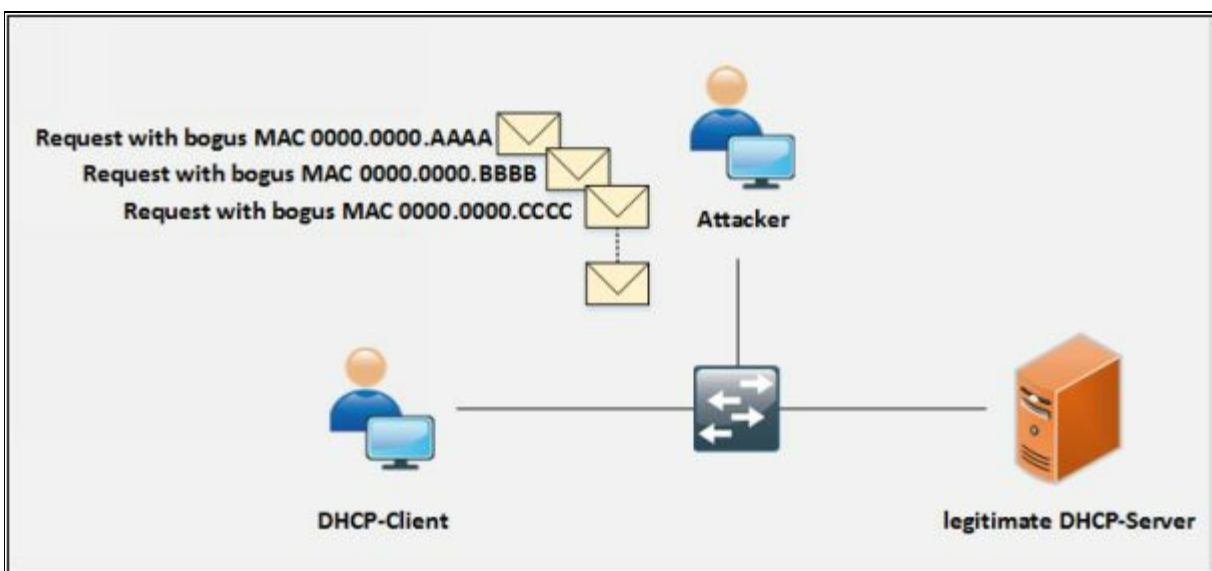 Request with bogus MAC 0000.0000.AAAA
Request with bogus MAC 0000.0000.BBBB
Request with bogus MAC 0000.0000.CCCC
Attacker
DHCP-Client
legitimate DHCP-Server